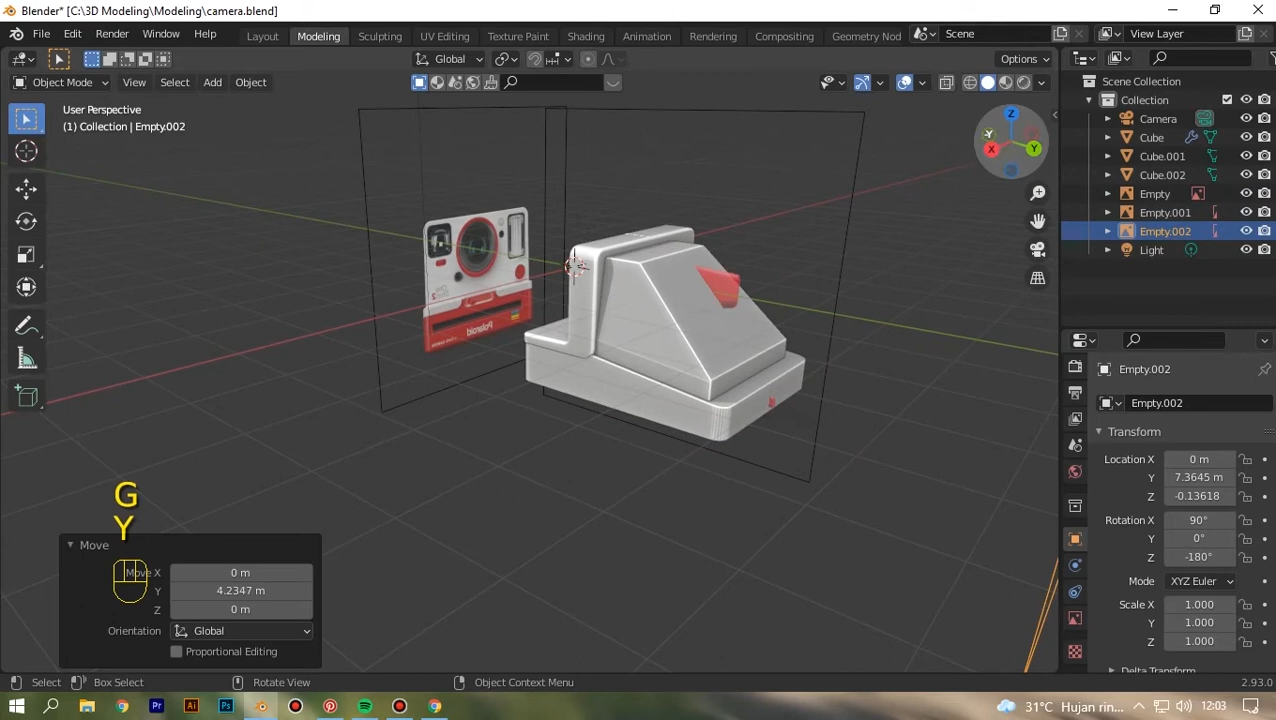 Blender* [C:\3D Modeling\Modeling\camera.blend]
File Edit Render Window Help Layout Modeling Sculpting UV Editing Texture Paint Shading Animation Rendering Compositing Geometry Nod Scene View Layer
Global Options
Object Mode View Select Add Object
User Perspective
(1) Collection | Empty.002
Z
Y
X
Y
Scene Collection
Collection
Camera
Cube
Cube.001
Cube.002
Empty
Empty.001
Empty.002
Light
Polaroid
Empty.002
Empty.002
Transform
Location X 0 m
Y 7.3645 m
Z -0.13618
Rotation X 90°
Y 0°
Z -180°
Mode XYZ Euler
Scale X 1.000
Y 1.000
Z 1.000
Delta Transform
G
Y
Move
Move X 0 m
Y 4.2347 m
Z 0 m
Orientation Global
Proportional Editing
Select Box Select Rotate View Object Context Menu 2.93.0
Pr Ai Ps 31°C Hujan rin... 12:03